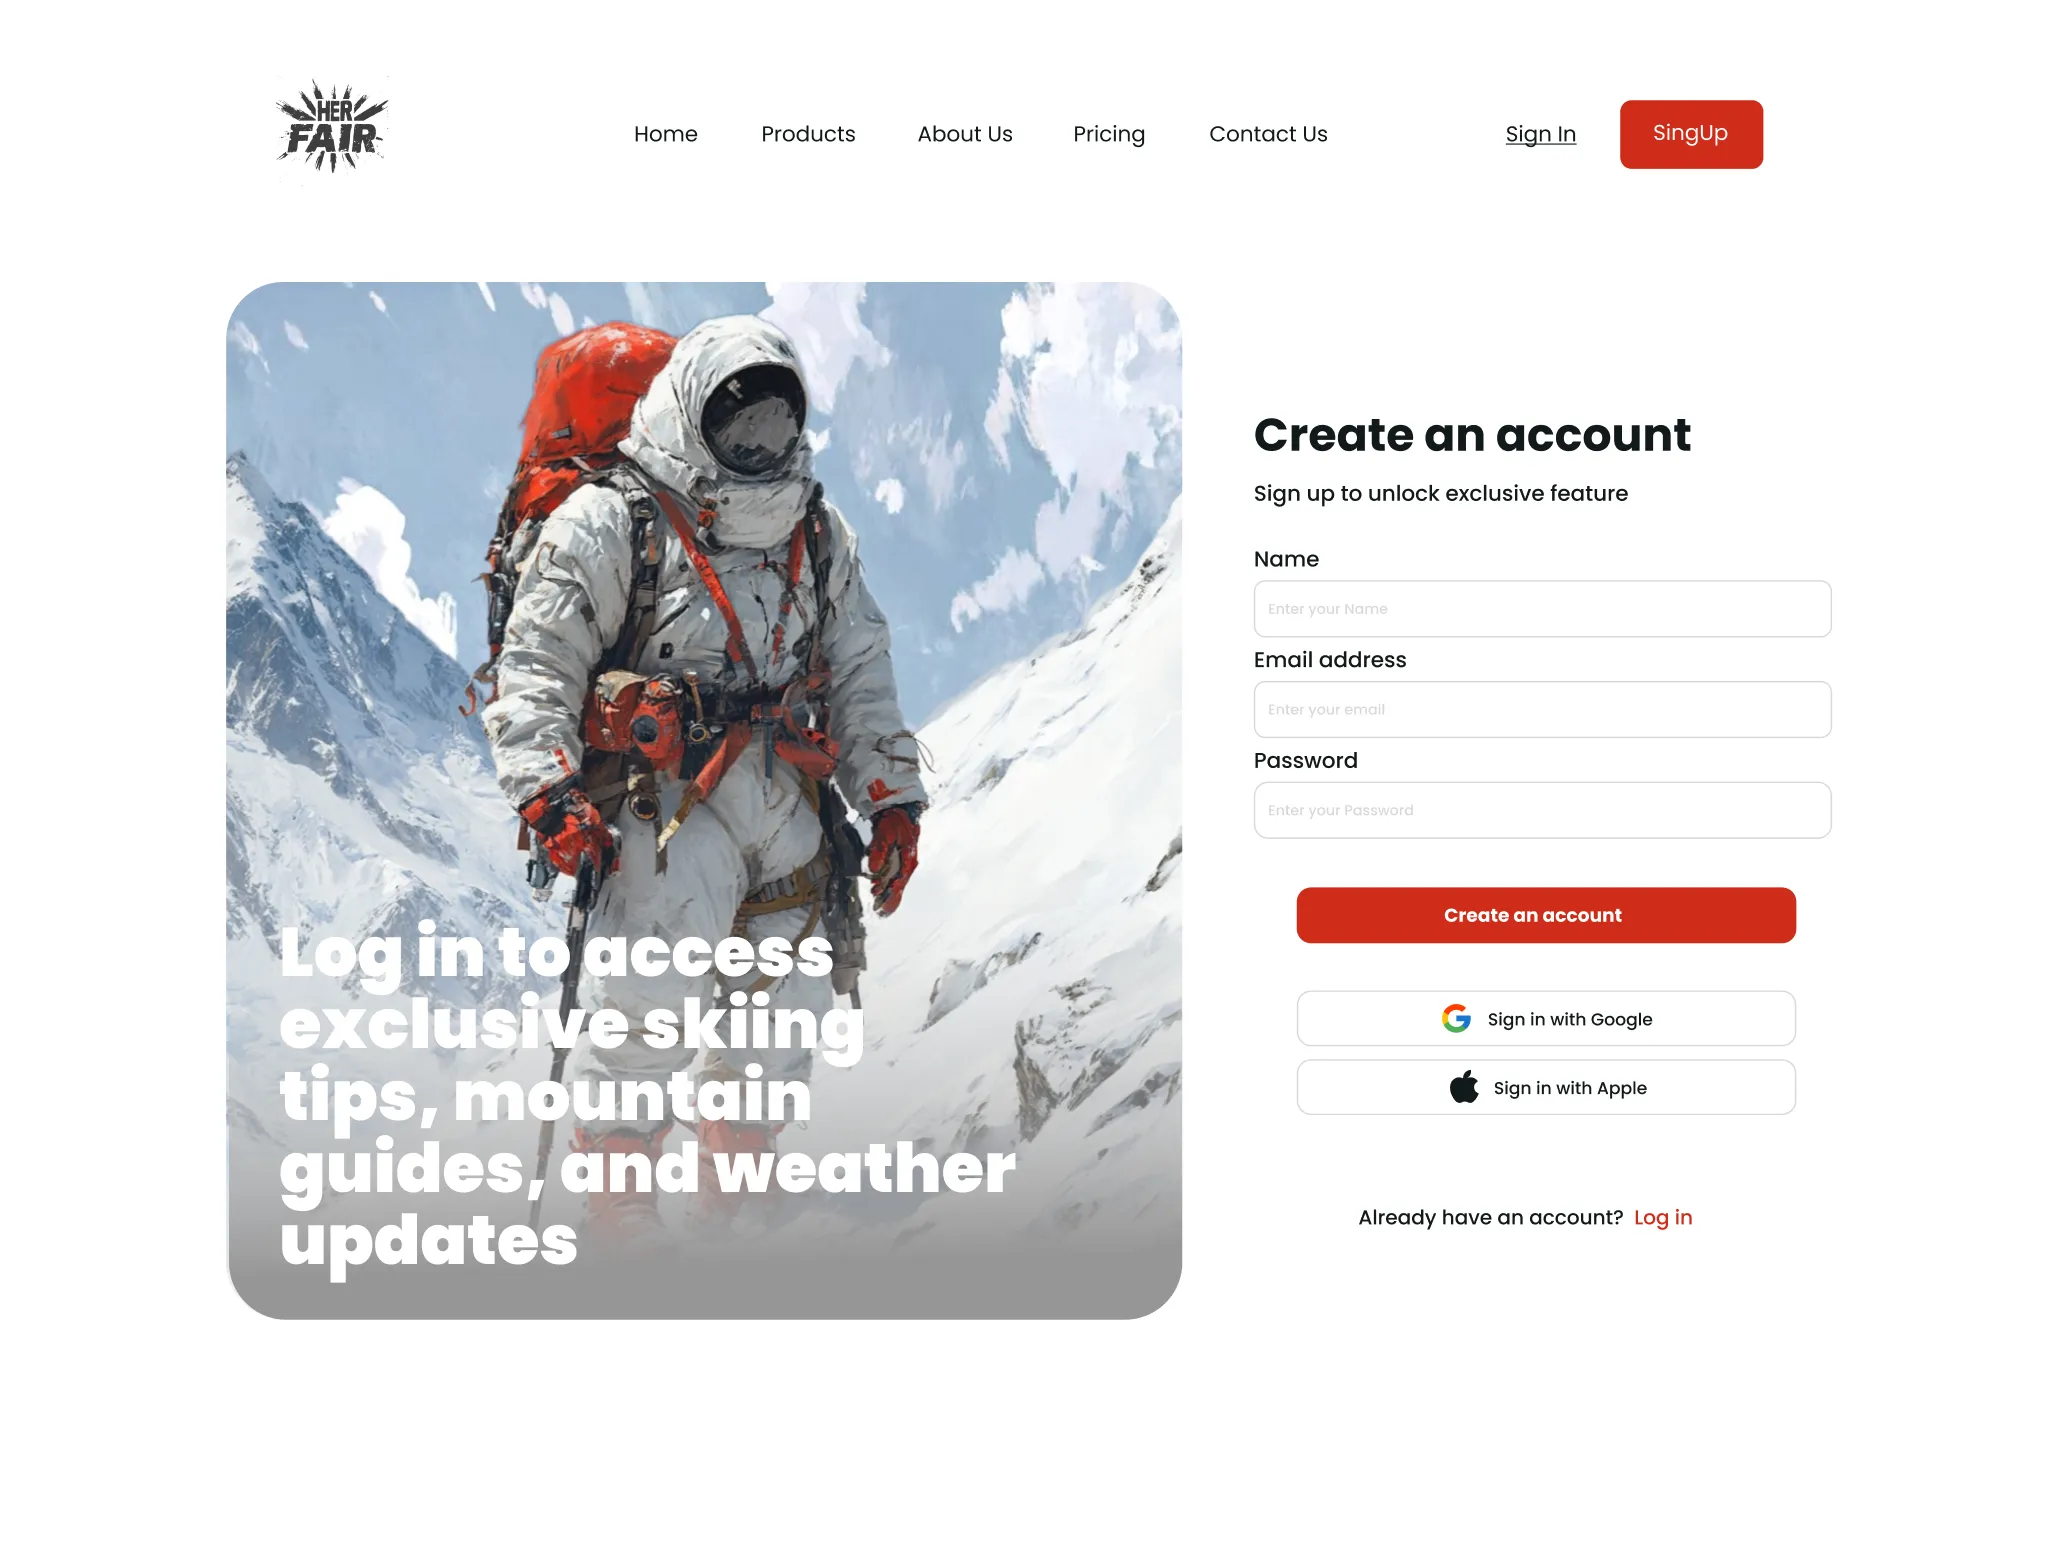 HER
FAIR
Home Products About Us Pricing Contact Us Sign In SingUp
Log in to access
exclusive skiing
tips, mountain
guides, and weather
updates
Create an account
Sign up to unlock exclusive feature
Name
Enter your Name
Email address
Enter your email
Password
Enter your Password
Create an account
Sign in with Google
Sign in with Apple
Already have an account? Log in